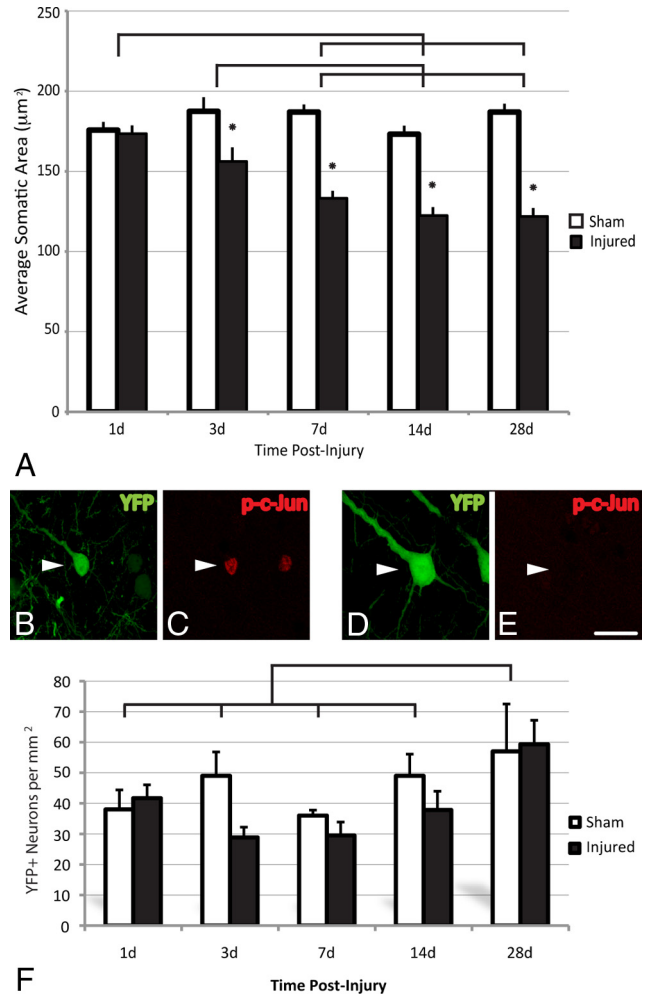 250
200
150
100
50
0
Average Somatic Area (μm²)
*
*
*
*
Sham
Injured
1d 3d 7d 14d 28d
Time Post-Injury
A
YFP
p-c-Jun
YFP
p-c-Jun
B
C
D
E
80
70
60
50
40
30
20
10
0
YFP+ Neurons per mm ²
Sham
Injured
1d 3d 7d 14d 28d
Time Post-Injury
F